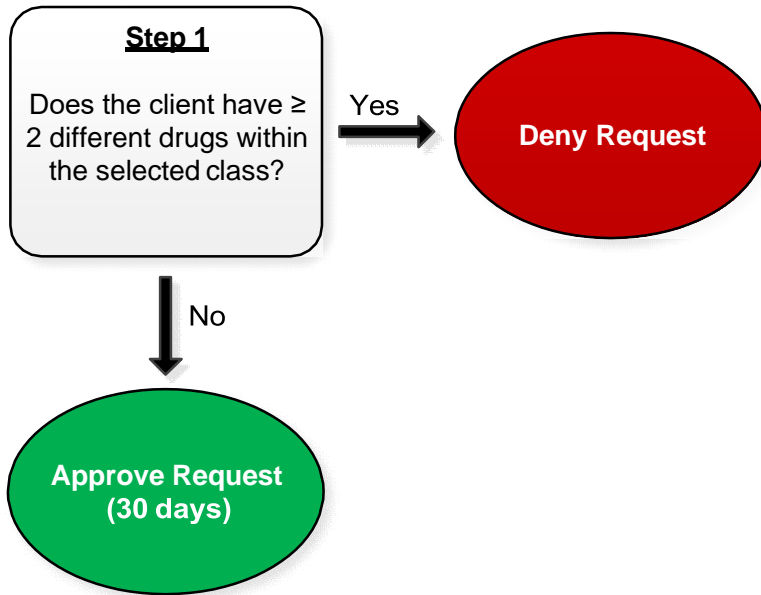 Step 1
Does the client have ≥
2 different drugs within
the selected class?
Yes
Deny Request
No
Approve Request
(30 days)